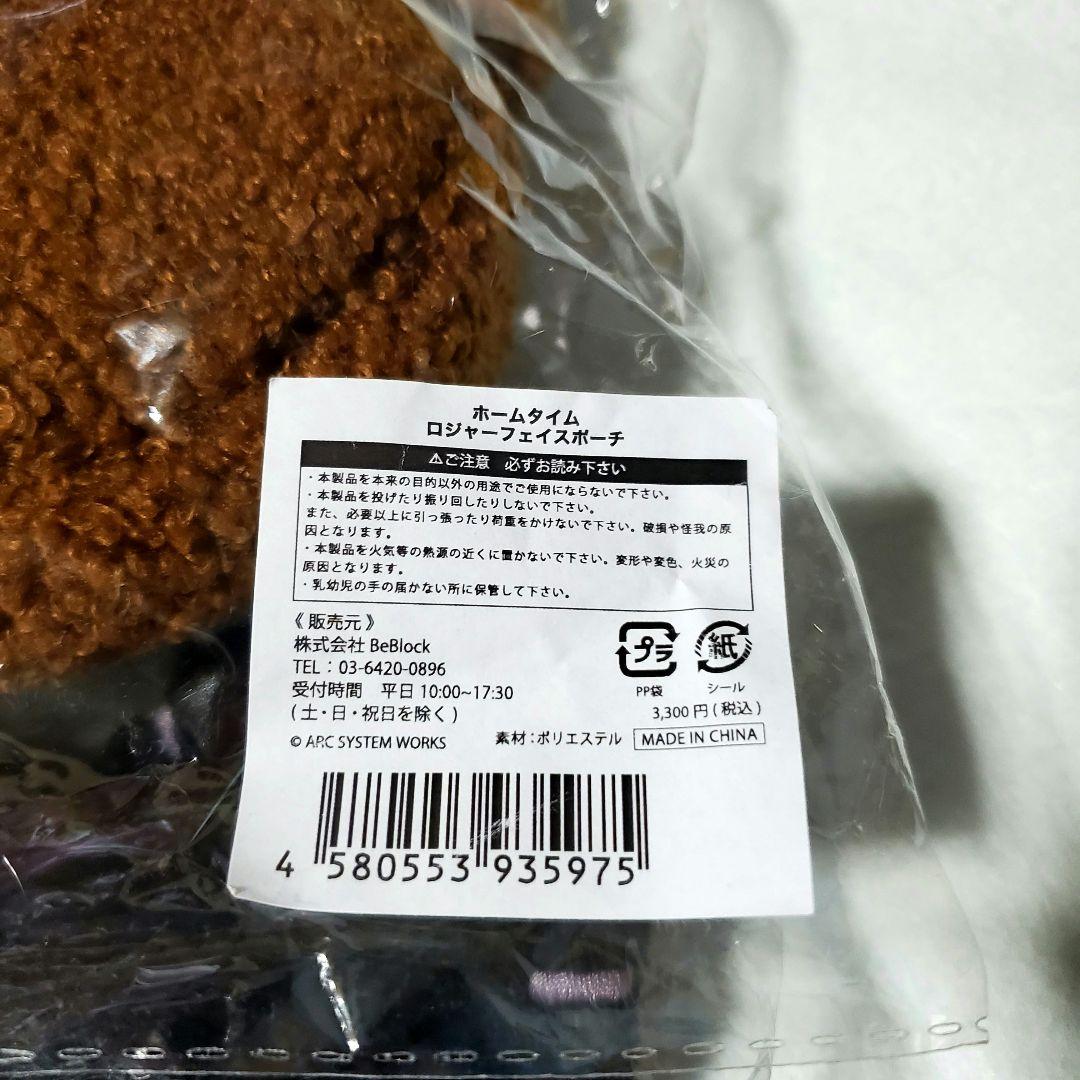 ホームタイム
ロジャーフェイスポーチ
⚠ご注意 必ずお読み下さい
・本製品を本来の目的以外の用途でご使用にならないで下さい。
・本製品を投げたり振り回したりしないで下さい。
また、必要以上に引っ張ったり荷重をかけないで下さい。破損や怪我の原
因となります。
・本製品を火気等の熱源の近くに置かないで下さい。変形や変色、火災の
原因となります。
・乳幼児の手の届かない所に保管して下さい。
《 販売元 》
株式会社 BeBlock
TEL：03-6420-0896
受付時間 平日 10:00~17:30
( 土・日・祝日を除く )
© ARC SYSTEM WORKS
プラ
PP袋
紙
シール
3,300 円 ( 税込 )
素材：ポリエステル
MADE IN CHINA
4 580553 935975